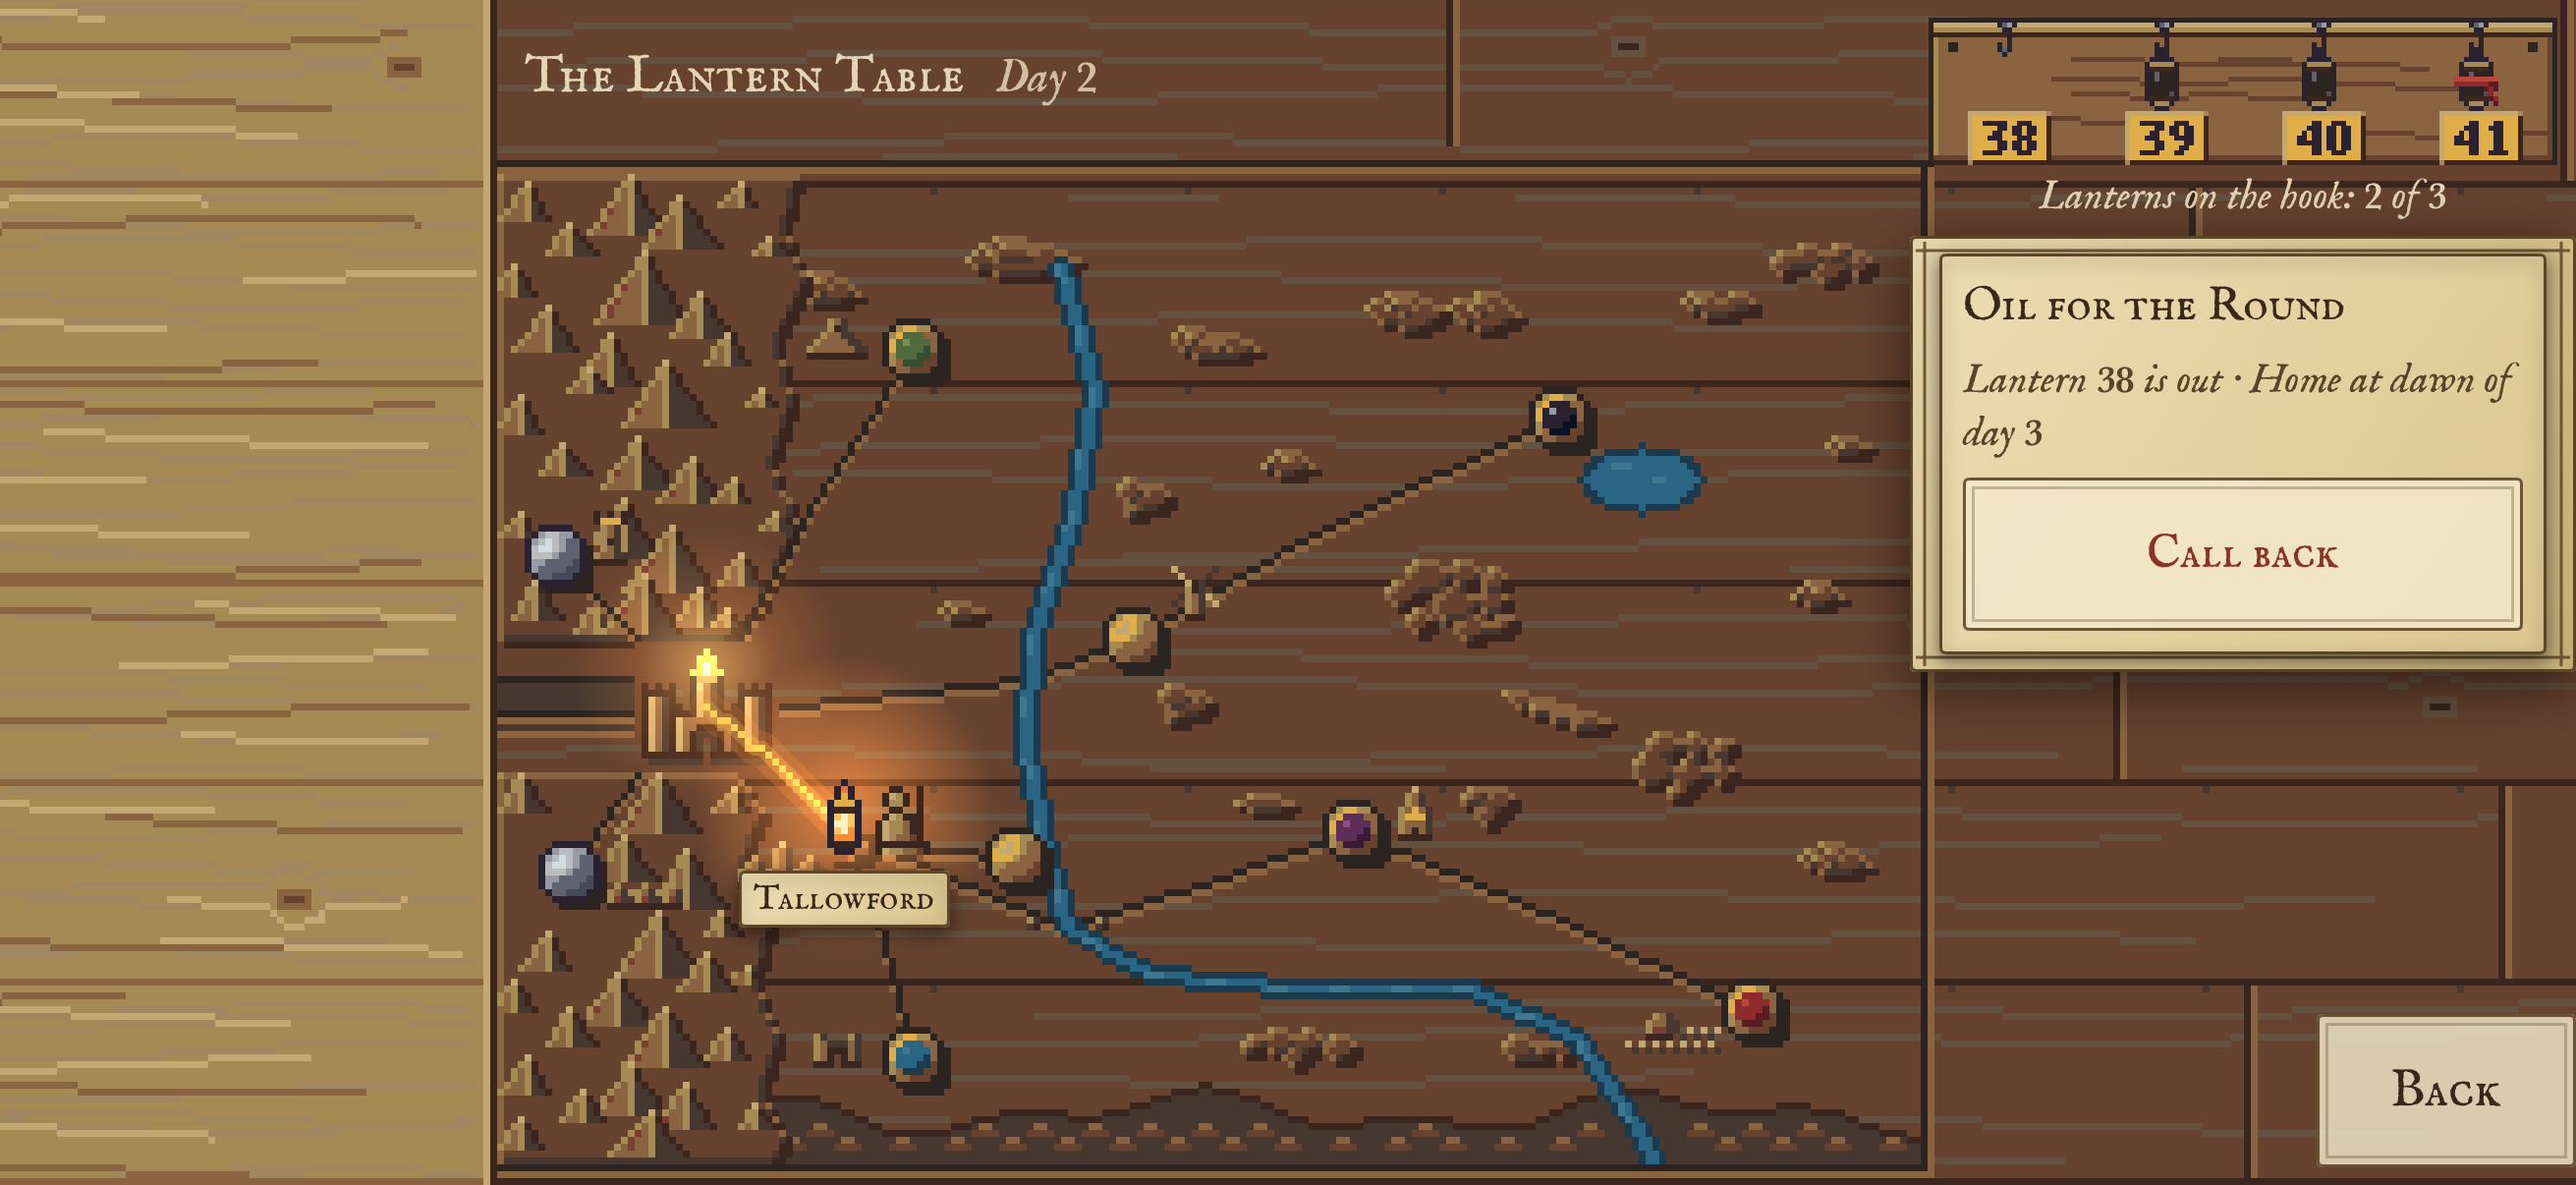 The Lantern Table Day 2
38 39 40 41
Lanterns on the hook: 2 of 3
Oil for the Round
Lantern 38 is out · Home at dawn of
day 3
Call back
Tallowford
Back